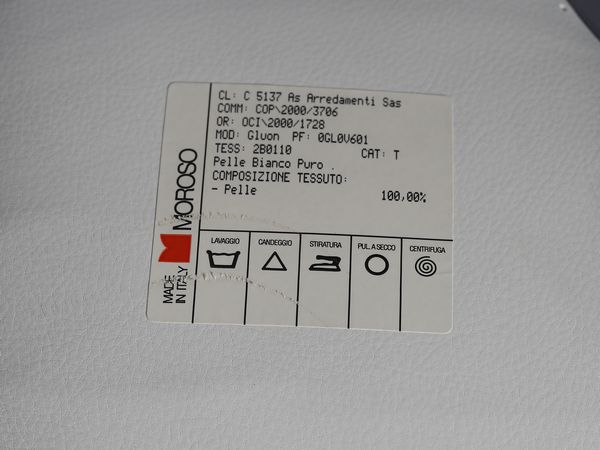 CL: C 5137 As Arredamenti Sas
COMM: COP\2000/3706
OR: OCI\2000/1728
MOD: Gluon PF: 0GL0V601
TESS: 2B0110 CAT: T
Pelle Bianco Puro .
COMPOSIZIONE TESSUTO:
- Pelle 100,00%
MOROSO
MADE
IN ITALY
LAVAGGIO CANDEGGIO STIRATURA PUL. A SECCO CENTRIFUGA